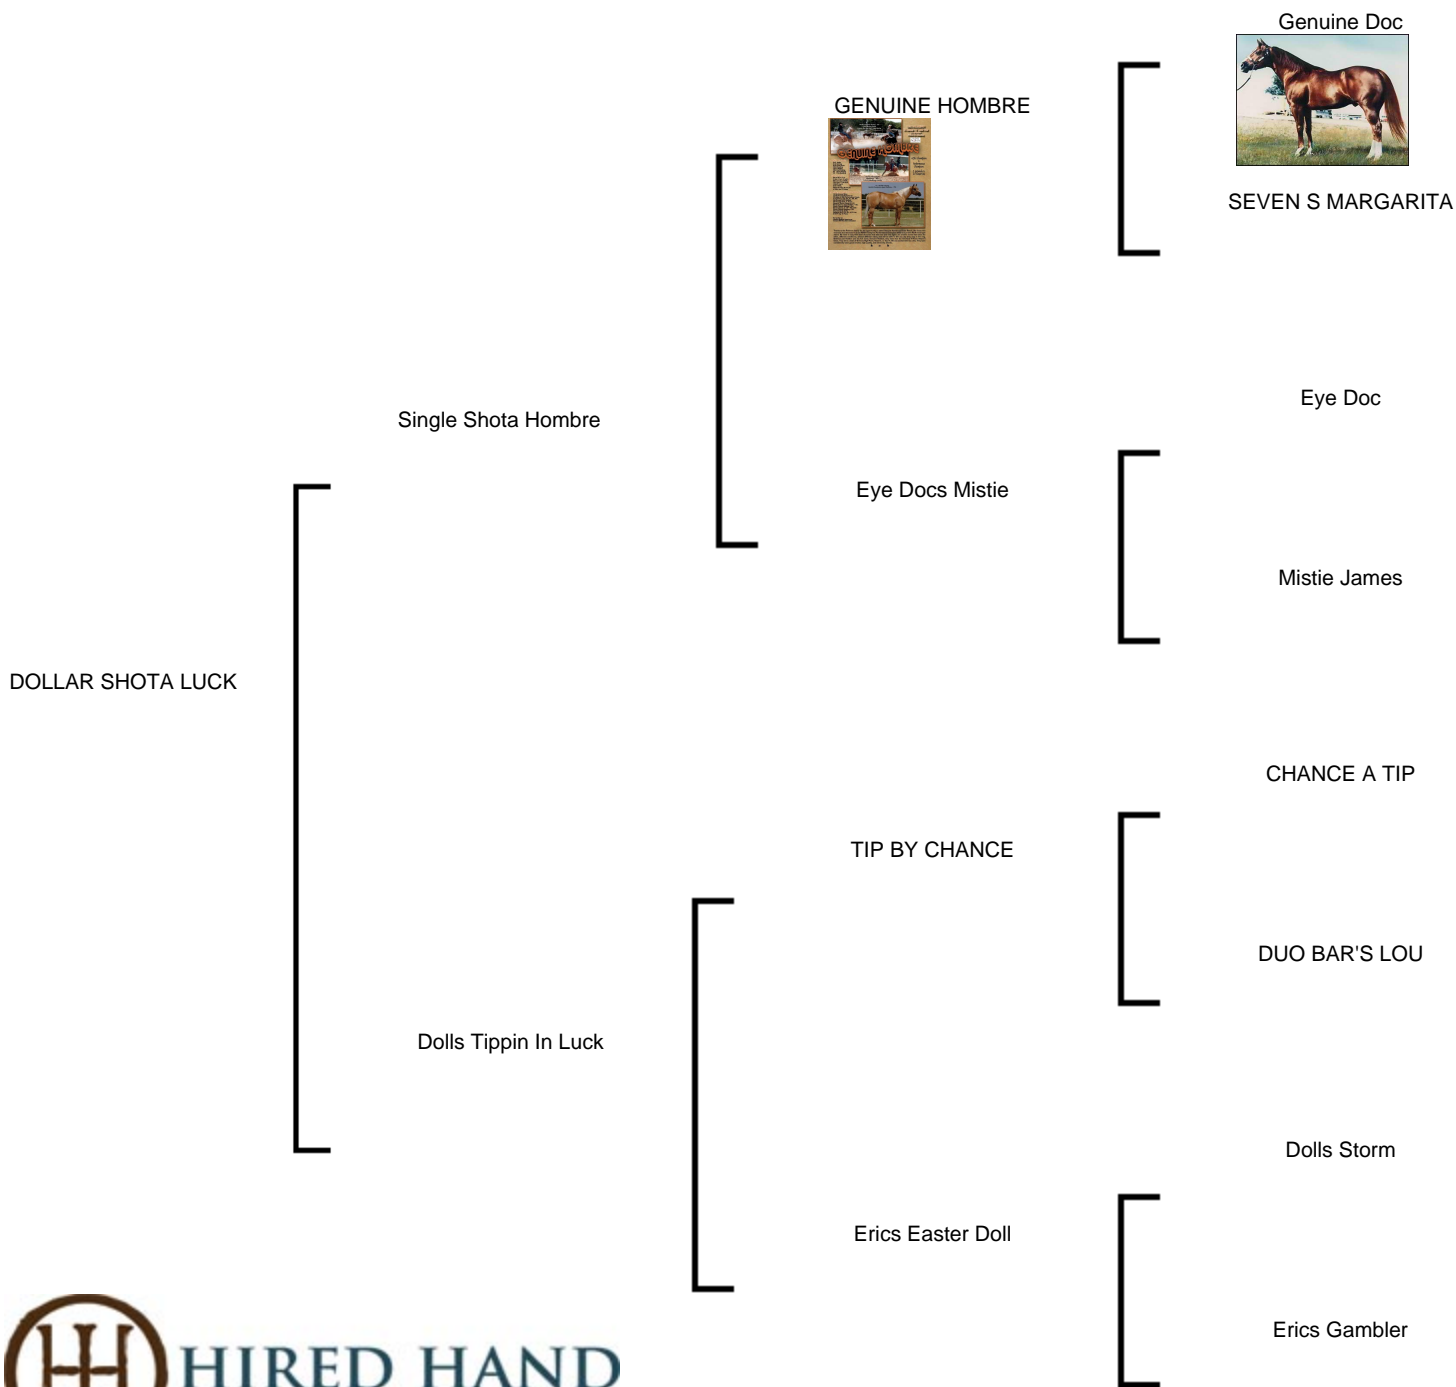 Genuine Doc
GENUINE HOMBRE
GENUINE HOMBRE
SEVEN S MARGARITA
Eye Doc
Single Shota Hombre
Eye Docs Mistie
Mistie James
DOLLAR SHOTA LUCK
CHANCE A TIP
TIP BY CHANCE
DUO BAR'S LOU
Dolls Tippin In Luck
Dolls Storm
Erics Easter Doll
Erics Gambler
HIRED HAND